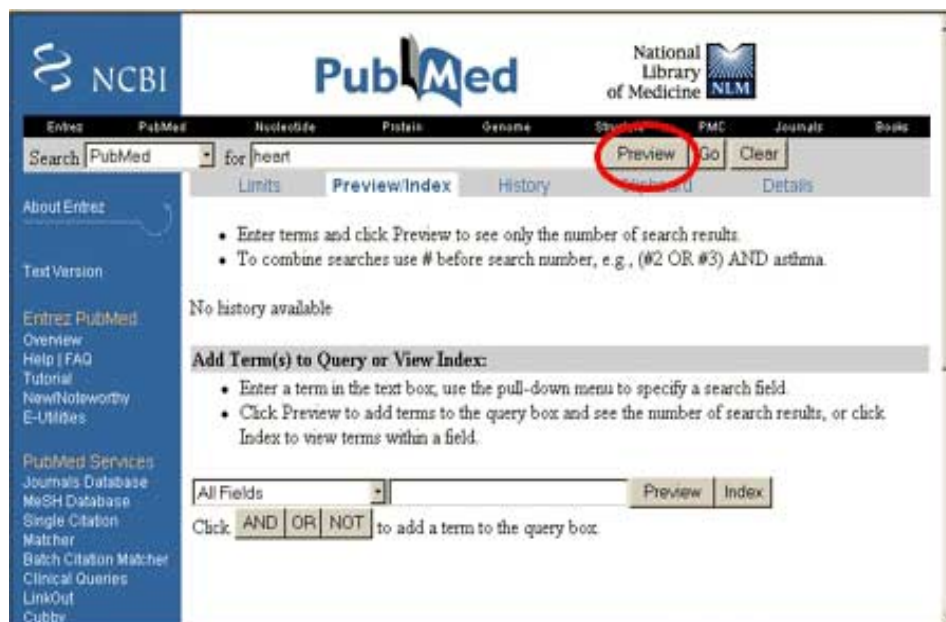 NCBI
PubMed
National
Library
of Medicine NLM
Entrez PubMed Nucleotide Protein Genome Structure PMC Journals Books
Search PubMed for heart Preview Go Clear
Limits Preview/Index History Clipboard Details
About Entrez
Text Version
Entrez PubMed
Overview
Help | FAQ
Tutorial
New/Noteworthy
E-Utilities
PubMed Services
Journals Database
MeSH Database
Single Citation
Matcher
Batch Citation Matcher
Clinical Queries
LinkOut
Cubby
• Enter terms and click Preview to see only the number of search results.
• To combine searches use # before search number, e.g., (#2 OR #3) AND asthma.
No history available
Add Term(s) to Query or View Index:
• Enter a term in the text box; use the pull-down menu to specify a search field.
• Click Preview to add terms to the query box and see the number of search results, or click
Index to view terms within a field.
All Fields Preview Index
Click AND OR NOT to add a term to the query box.